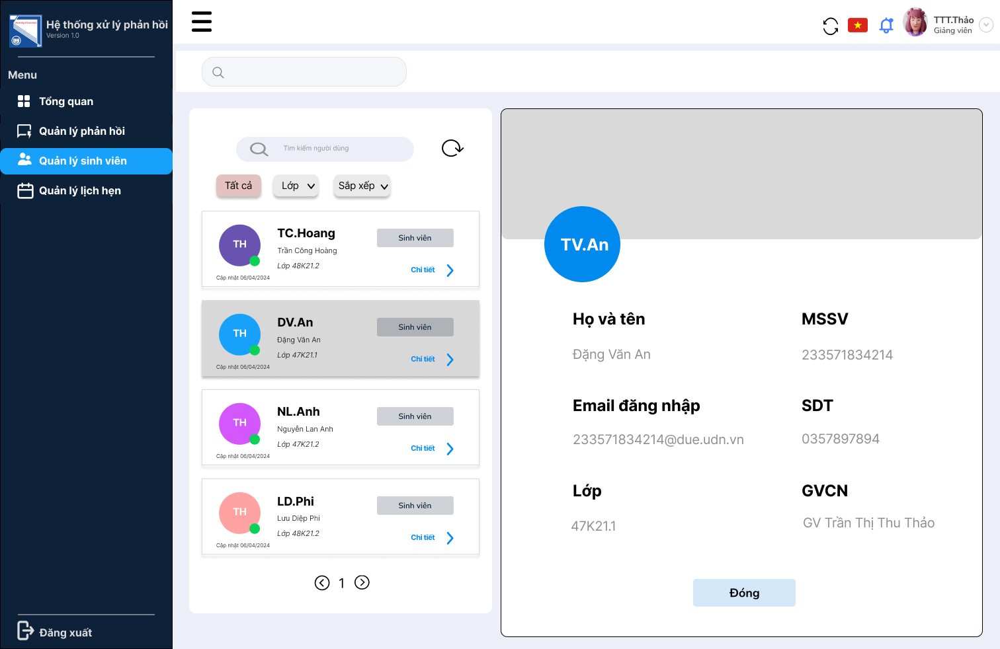 Hệ thống xử lý phản hồi
Version 1.0
Menu
Tổng quan
Quản lý phản hồi
Quản lý sinh viên
Quản lý lịch hẹn
Đăng xuất
TTT.Thảo
Giảng viên
Tìm kiếm người dùng
Tất cả
Lớp
Sắp xếp
TH
TC.Hoang
Trần Công Hoàng
Lớp 48K21.2
Sinh viên
Chi tiết
Cập nhật 06/04/2024
TH
DV.An
Đặng Văn An
Lớp 47K21.1
Sinh viên
Chi tiết
Cập nhật 06/04/2024
TH
NL.Anh
Nguyễn Lan Anh
Lớp 47K21.2
Sinh viên
Chi tiết
Cập nhật 06/04/2024
TH
LD.Phi
Lưu Diệp Phi
Lớp 48K21.2
Sinh viên
Chi tiết
Cập nhật 06/04/2024
1
TV.An
Họ và tên
Đặng Văn An
MSSV
233571834214
Email đăng nhập
233571834214@due.udn.vn
SDT
0357897894
Lớp
47K21.1
GVCN
GV Trần Thị Thu Thảo
Đóng